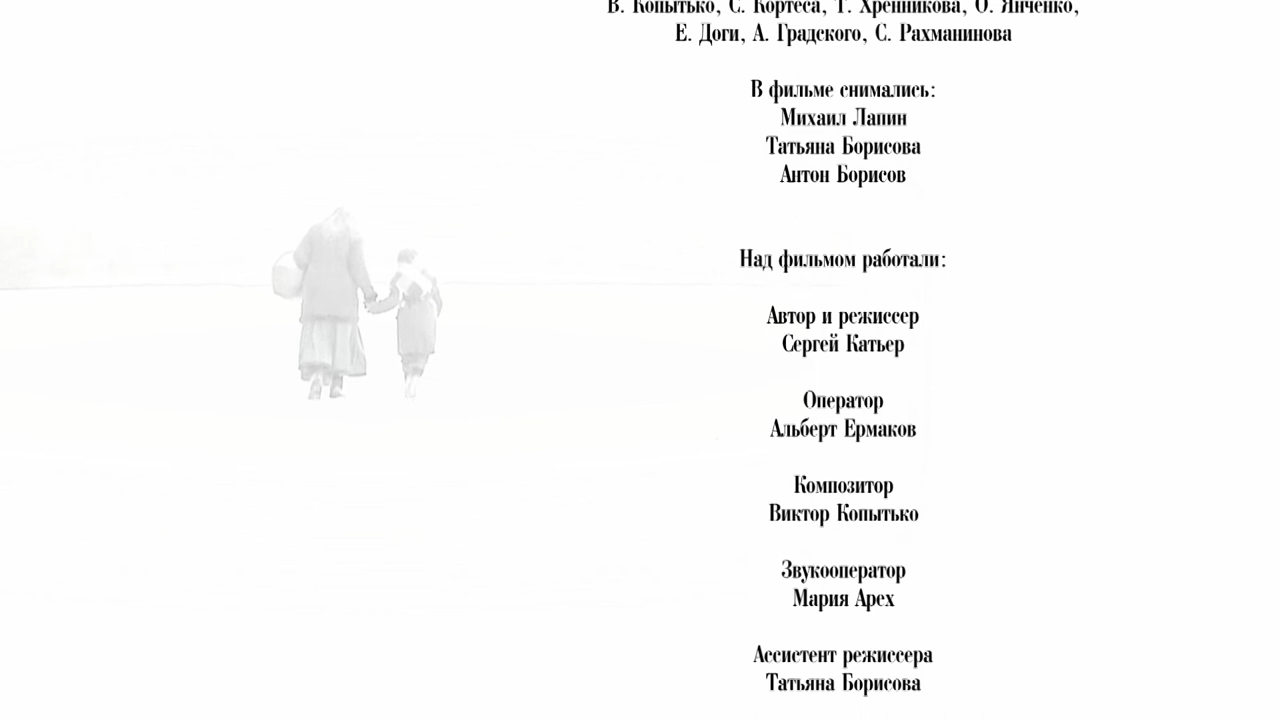 В. Копытько, С. Кортеса, Т. Хренникова, О. Янченко,
Е. Доги, А. Градского, С. Рахманинова
В фильме снимались:
Михаил Лапин
Татьяна Борисова
Антон Борисов
Над фильмом работали:
Автор и режиссер
Сергей Катьер
Оператор
Альберт Ермаков
Композитор
Виктор Копытько
Звукооператор
Мария Арех
Ассистент режиссера
Татьяна Борисова